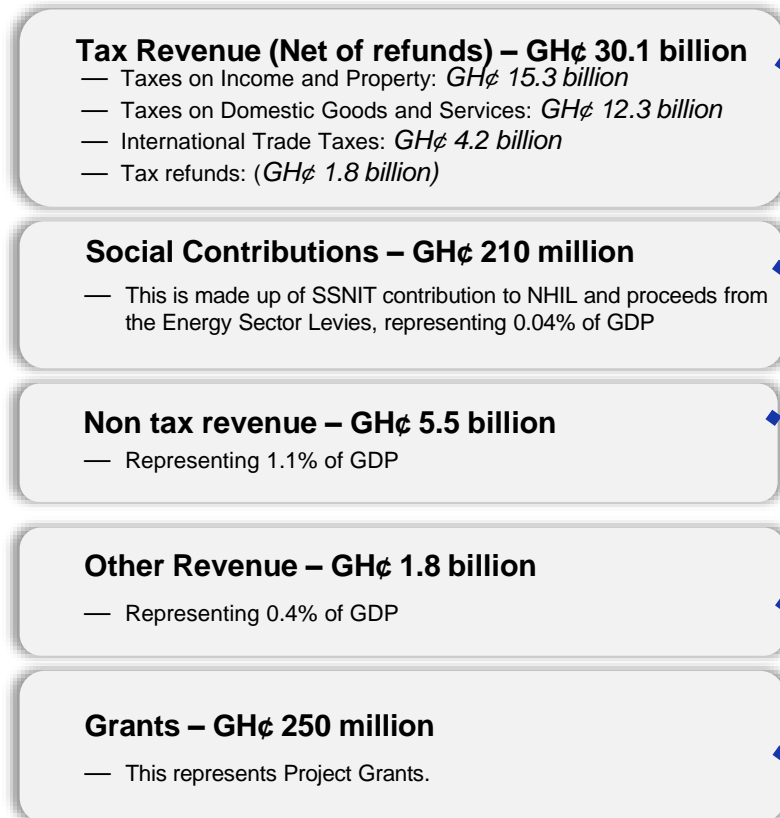 Tax Revenue (Net of refunds) – GH¢ 30.1 billion
— Taxes on Income and Property: GH¢ 15.3 billion
— Taxes on Domestic Goods and Services: GH¢ 12.3 billion
— International Trade Taxes: GH¢ 4.2 billion
— Tax refunds: (GH¢ 1.8 billion)
Social Contributions – GH¢ 210 million
— This is made up of SSNIT contribution to NHIL and proceeds from
the Energy Sector Levies, representing 0.04% of GDP
Non tax revenue – GH¢ 5.5 billion
— Representing 1.1% of GDP
Other Revenue – GH¢ 1.8 billion
— Representing 0.4% of GDP
Grants – GH¢ 250 million
— This represents Project Grants.